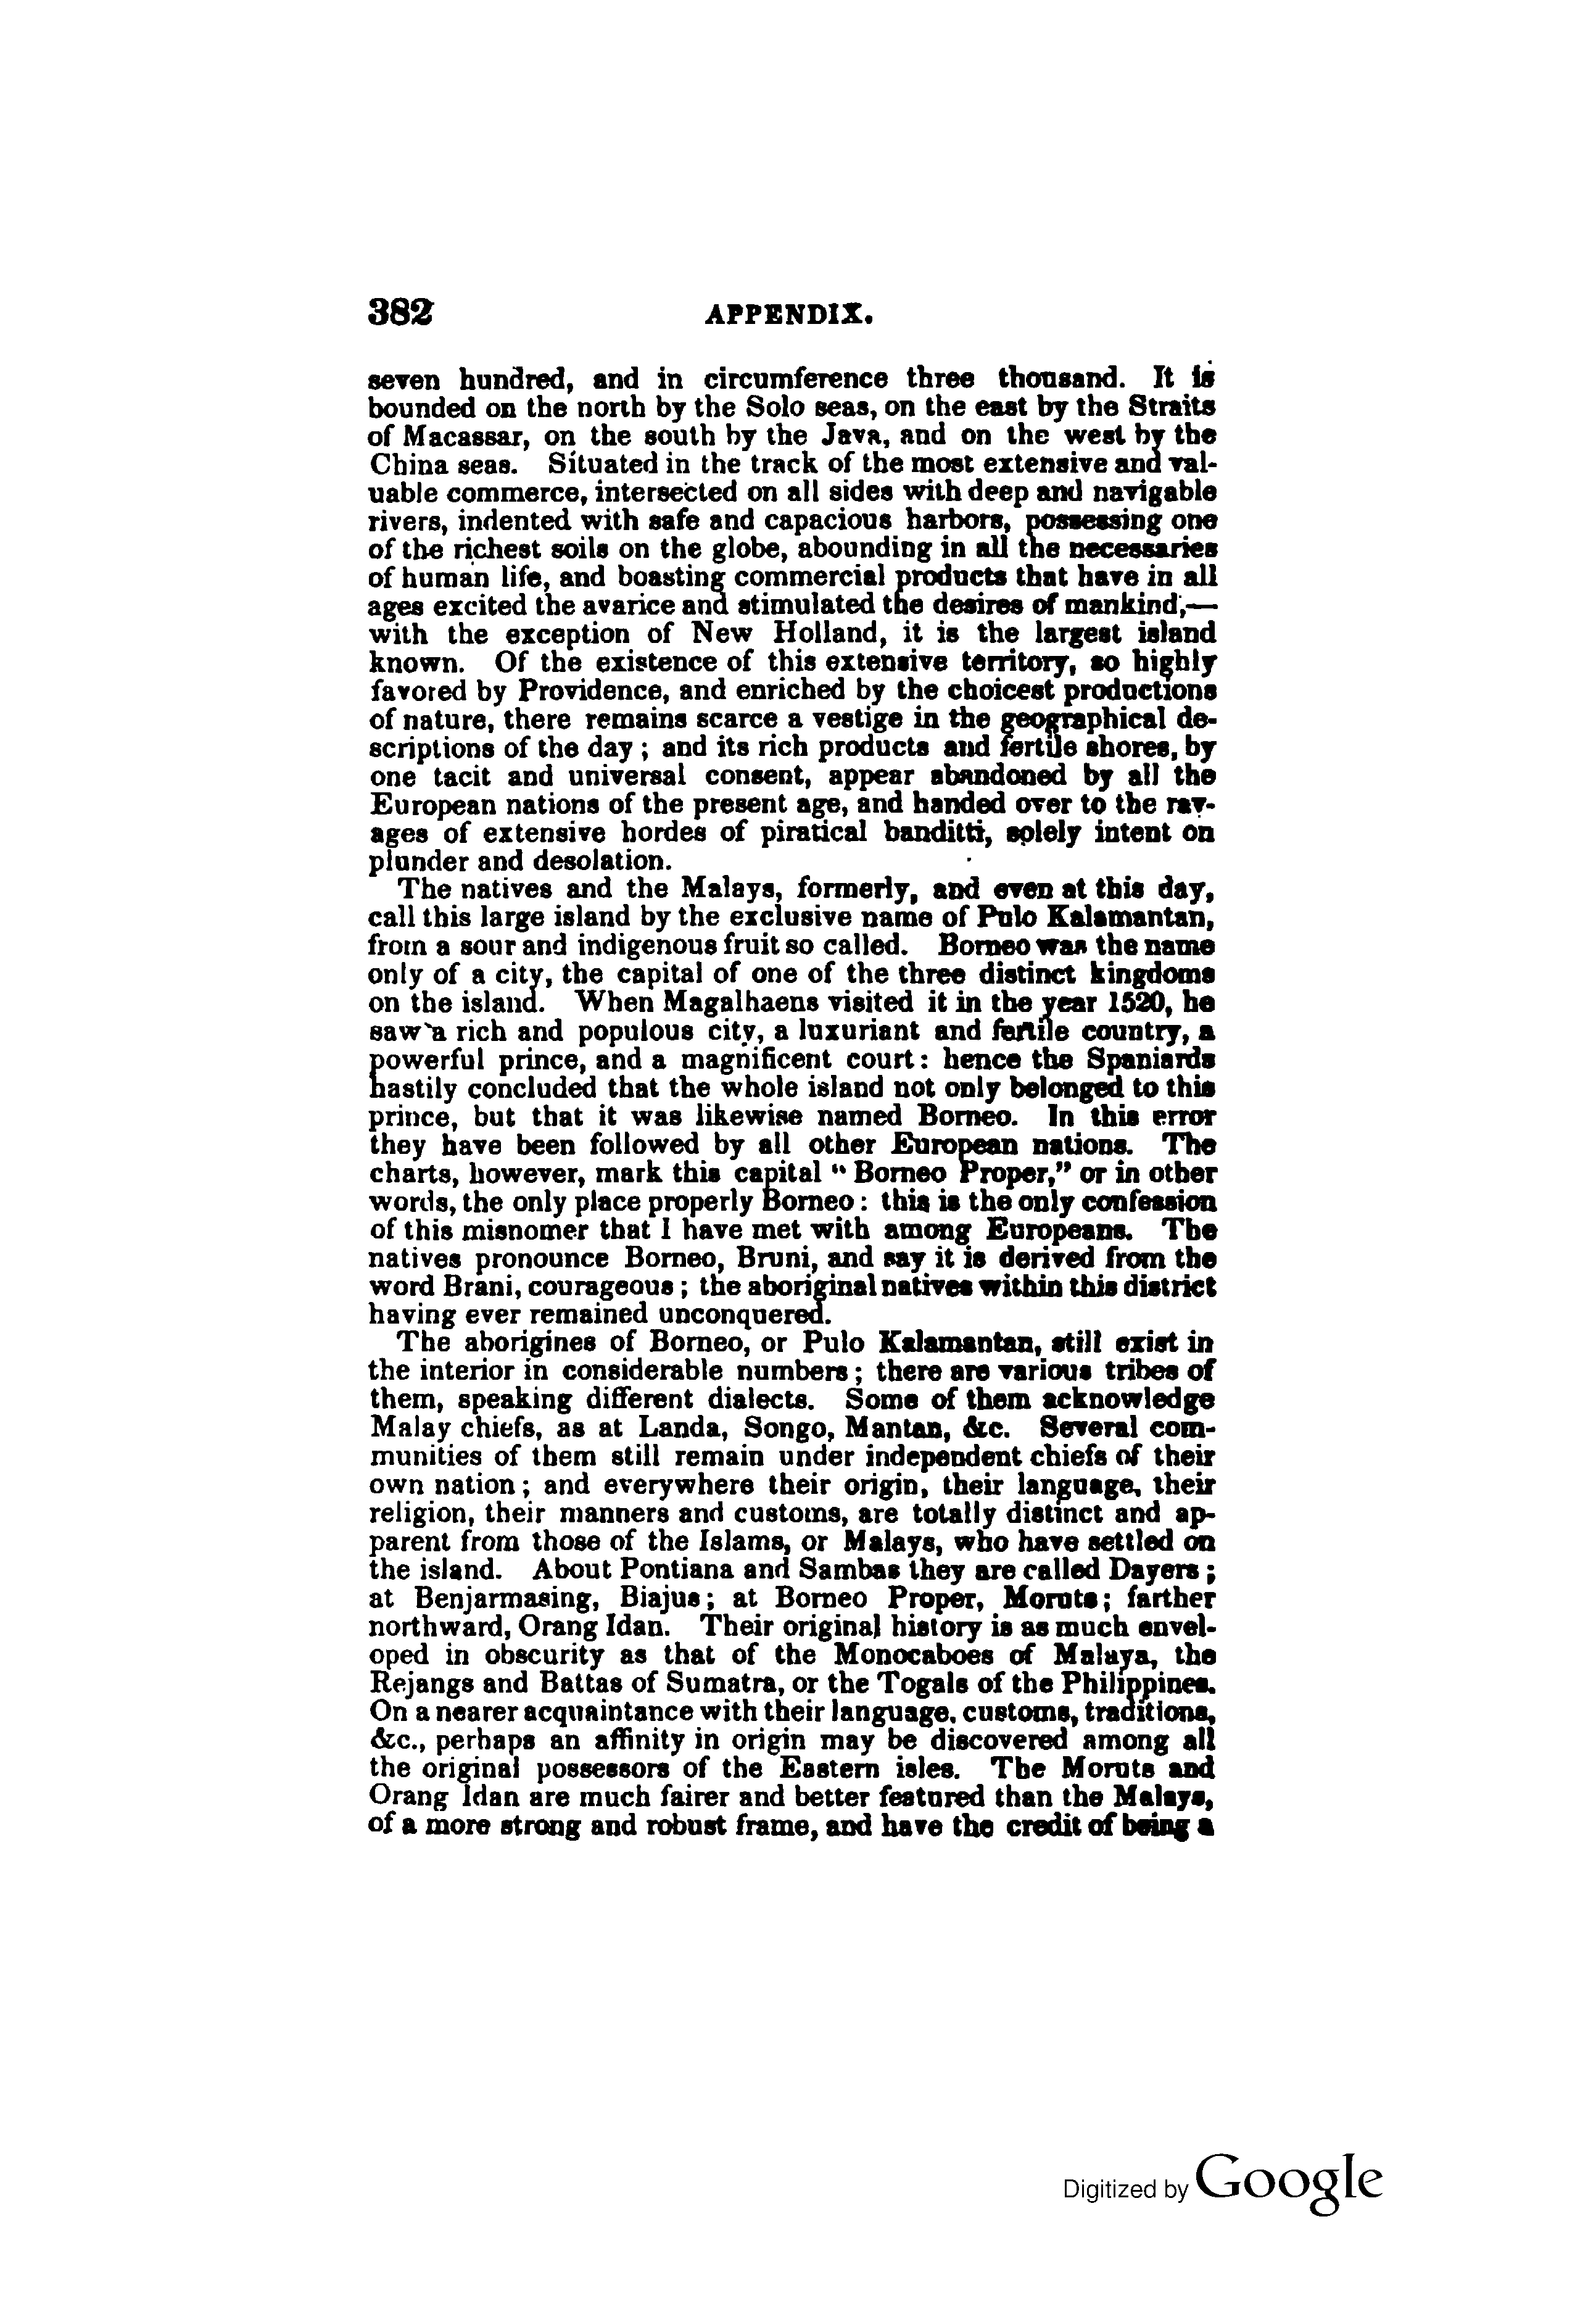 382 APPENDIX.
seven hundred, and in circumference three thousand. It is
bounded on the north by the Solo seas, on the east by the Straits
of Macassar, on the south by the Java, and on the west by the
China seas. Situated in the track of the most extensive and val-
uable commerce, intersected on all sides with deep and navigable
rivers, indented with safe and capacious harbors, possessing one
of the richest soils on the globe, abounding in all the necessaries
of human life, and boasting commercial products that have in all
ages excited the avarice and stimulated the desires of mankind,—
with the exception of New Holland, it is the largest island
known. Of the existence of this extensive territory, so highly
favored by Providence, and enriched by the choicest productions
of nature, there remains scarce a vestige in the geographical de-
scriptions of the day; and its rich products and fertile shores, by
one tacit and universal consent, appear abandoned by all the
European nations of the present age, and handed over to the rav-
ages of extensive hordes of piratical banditti, solely intent on
plunder and desolation.
The natives and the Malays, formerly, and even at this day,
call this large island by the exclusive name of Pulo Kalamantan,
from a sour and indigenous fruit so called. Borneo was the name
only of a city, the capital of one of the three distinct kingdoms
on the island. When Magalhaens visited it in the year 1520, he
saw a rich and populous city, a luxuriant and fertile country, a
powerful prince, and a magnificent court: hence the Spaniards
hastily concluded that the whole island not only belonged to this
prince, but that it was likewise named Borneo. In this error
they have been followed by all other European nations. The
charts, however, mark this capital "Borneo Proper," or in other
words, the only place properly Borneo: this is the only confession
of this misnomer that I have met with among Europeans. The
natives pronounce Borneo, Bruni, and say it is derived from the
word Brani, courageous; the aboriginal natives within this district
having ever remained unconquered.
The aborigines of Borneo, or Pulo Kalamantan, still exist in
the interior in considerable numbers; there are various tribes of
them, speaking different dialects. Some of them acknowledge
Malay chiefs, as at Landa, Songo, Mantan, &c. Several com-
munities of them still remain under independent chiefs of their
own nation; and everywhere their origin, their language, their
religion, their manners and customs, are totally distinct and ap-
parent from those of the Islams, or Malays, who have settled on
the island. About Pontiana and Sambas they are called Dayers;
at Benjarmasing, Biajus; at Borneo Proper, Moruts; farther
northward, Orang Idan. Their original history is as much envel-
oped in obscurity as that of the Monocaboes of Malaya, the
Rejangs and Battas of Sumatra, or the Togals of the Philippines.
On a nearer acquaintance with their language, customs, traditions,
&c., perhaps an affinity in origin may be discovered among all
the original possessors of the Eastern isles. The Moruts and
Orang Idan are much fairer and better featured than the Malays,
of a more strong and robust frame, and have the credit of being a
Digitized by Google